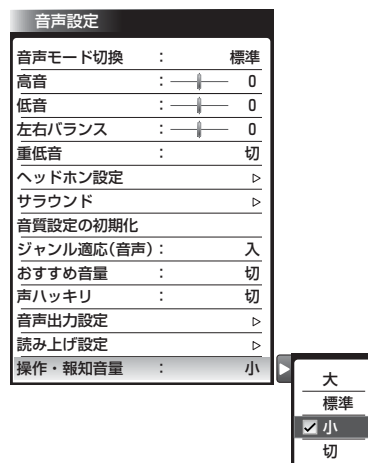 音声設定
音声モード切換 : 標準
高音 : 0
低音 : 0
左右バランス : 0
重低音 : 切
ヘッドホン設定
サラウンド
音質設定の初期化
ジャンル適応(音声) : 入
おすすめ音量 : 切
声ハッキリ : 切
音声出力設定
読み上げ設定
操作・報知音量 : 小
大
標準
小
切